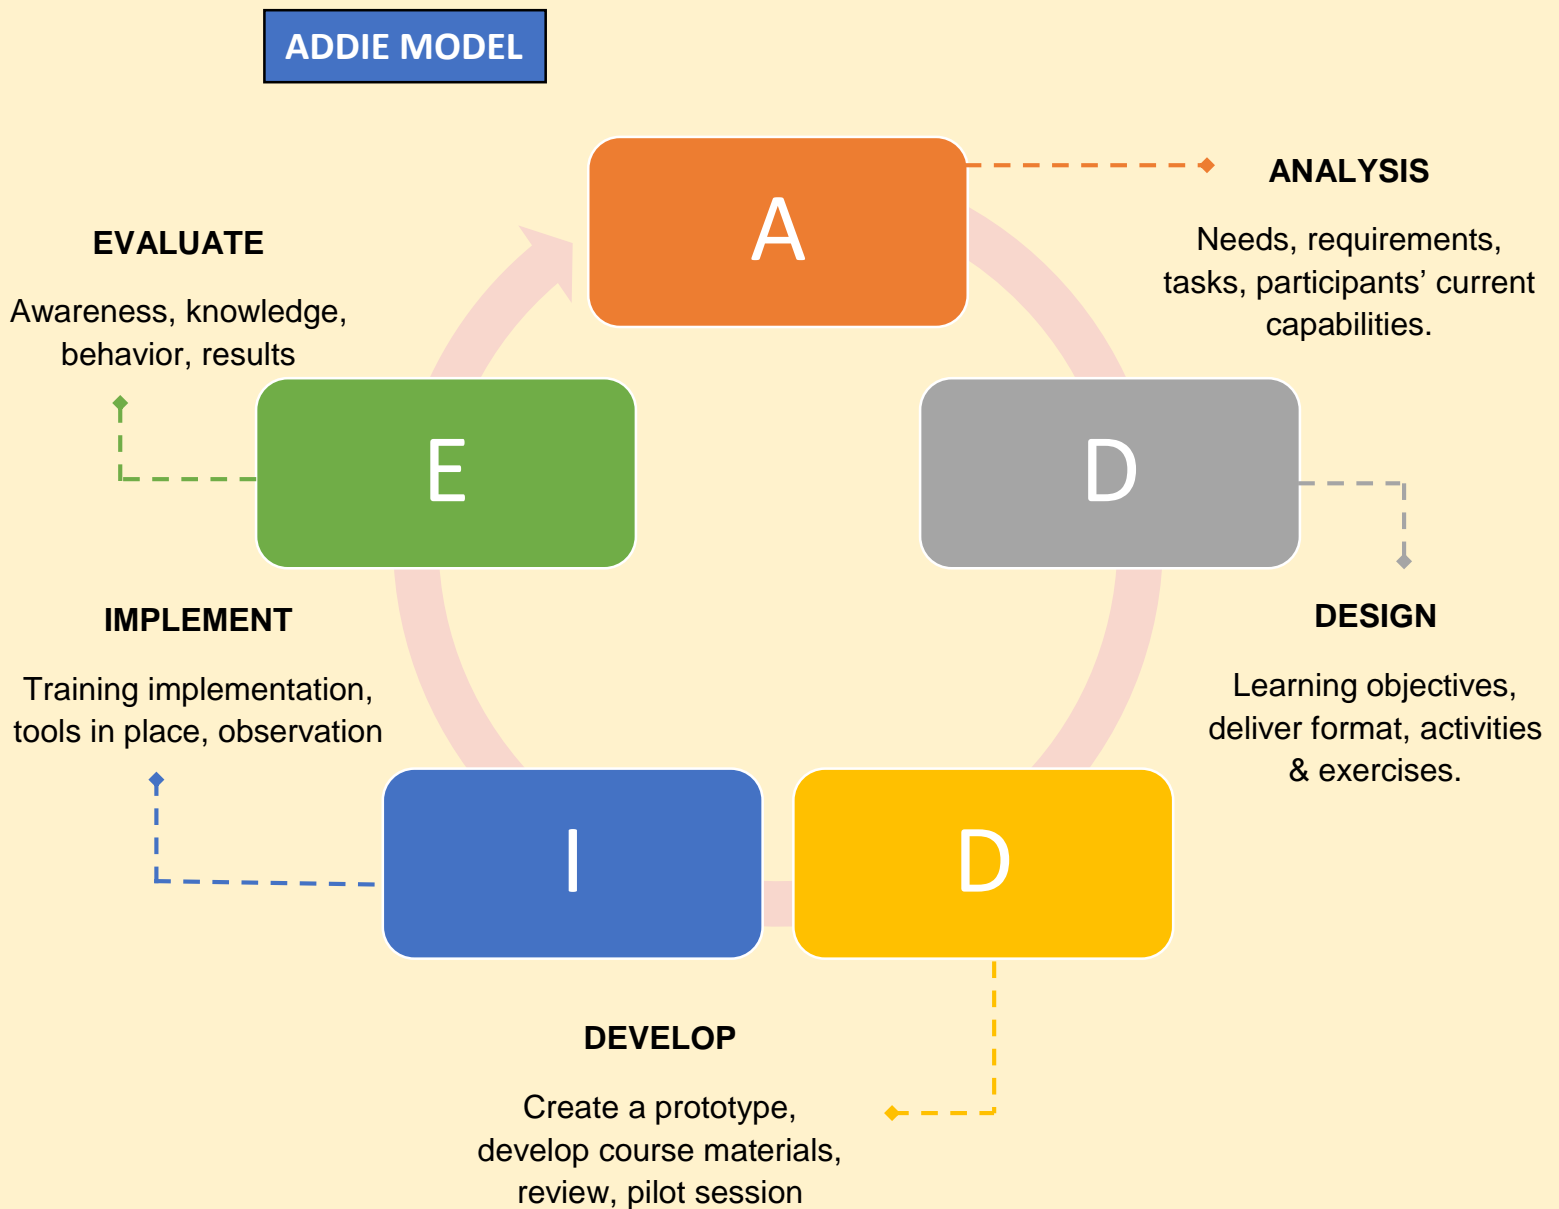 ADDIE MODEL
A
ANALYSIS
Needs, requirements,
tasks, participants’ current
capabilities.
D
DESIGN
Learning objectives,
deliver format, activities
& exercises.
D
DEVELOP
Create a prototype,
develop course materials,
review, pilot session
I
IMPLEMENT
Training implementation,
tools in place, observation
E
EVALUATE
Awareness, knowledge,
behavior, results